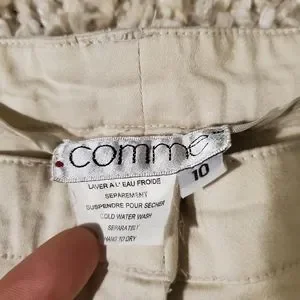 comme
10
LAVER A L'EAU FROIDE
SEPAREMENT
SUSPENDRE POUR SECHER
COLD WATER WASH
SEPARATELY
HANG TO DRY